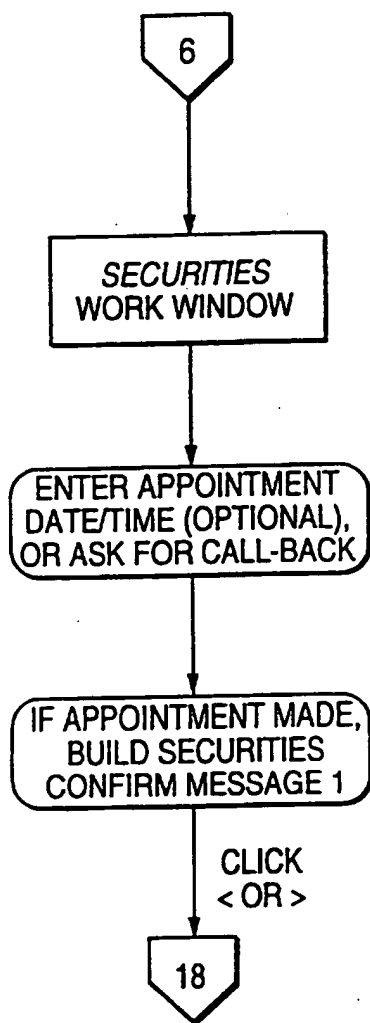 6
SECURITIES
WORK WINDOW
ENTER APPOINTMENT
DATE/TIME (OPTIONAL),
OR ASK FOR CALL-BACK
IF APPOINTMENT MADE,
BUILD SECURITIES
CONFIRM MESSAGE 1
CLICK
< OR >
18